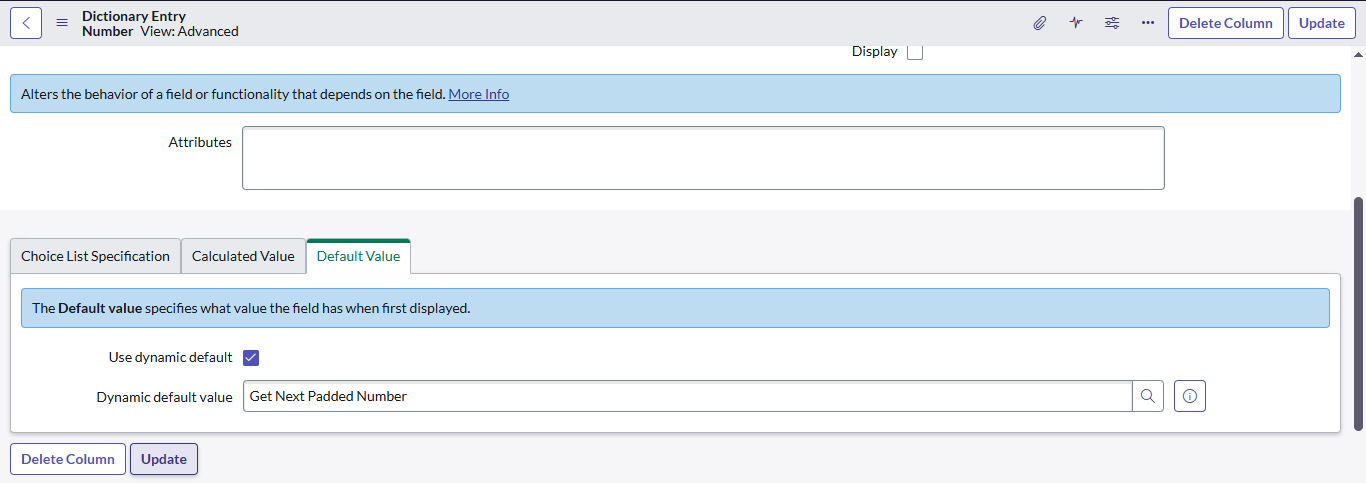 Dictionary Entry
Number View: Advanced
Delete Column
Update
Display
Alters the behavior of a field or functionality that depends on the field. More Info
Attributes
Choice List Specification
Calculated Value
Default Value
The Default value specifies what value the field has when first displayed.
Use dynamic default
Dynamic default value
Get Next Padded Number
Delete Column
Update